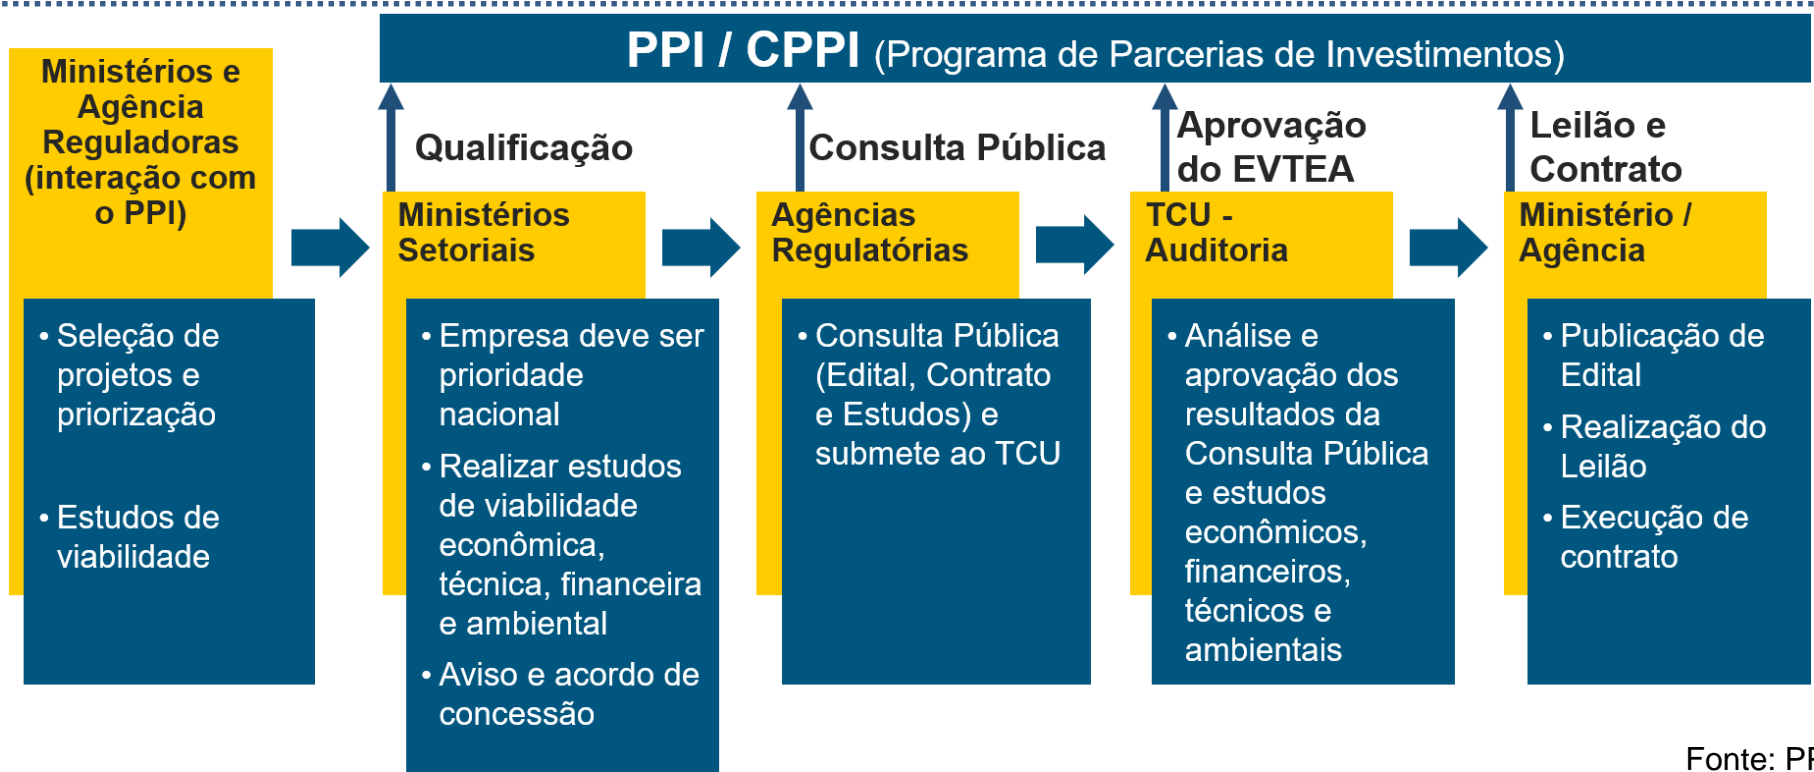 PPI / CPPI (Programa de Parcerias de Investimentos)
Ministérios e
Agência
Reguladoras
(interação com
o PPI)
• Seleção de
projetos e
priorização
• Estudos de
viabilidade
Qualificação
Ministérios
Setoriais
• Empresa deve ser
prioridade
nacional
• Realizar estudos
de viabilidade
econômica,
técnica, financeira
e ambiental
• Aviso e acordo de
concessão
Consulta Pública
Agências
Regulatórias
• Consulta Pública
(Edital, Contrato
e Estudos) e
submete ao TCU
Aprovação
do EVTEA
TCU -
Auditoria
• Análise e
aprovação dos
resultados da
Consulta Pública
e estudos
econômicos,
financeiros,
técnicos e
ambientais
Leilão e
Contrato
Ministério /
Agência
• Publicação de
Edital
• Realização do
Leilão
• Execução de
contrato
Fonte: